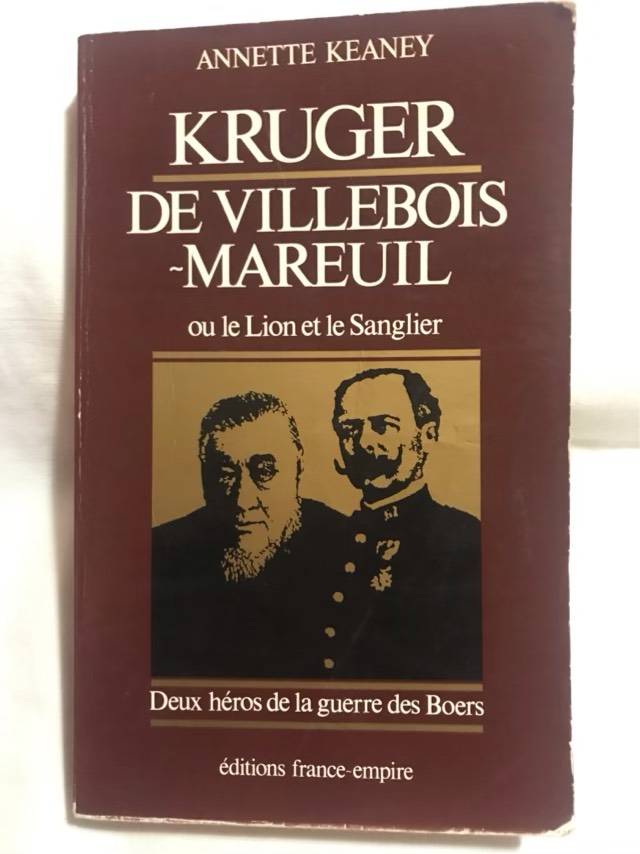 ANNETTE KEANEY
KRUGER
DE VILLEBOIS
~MAREUIL
ou le Lion et le Sanglier
Deux héros de la guerre des Boers
éditions france-empire